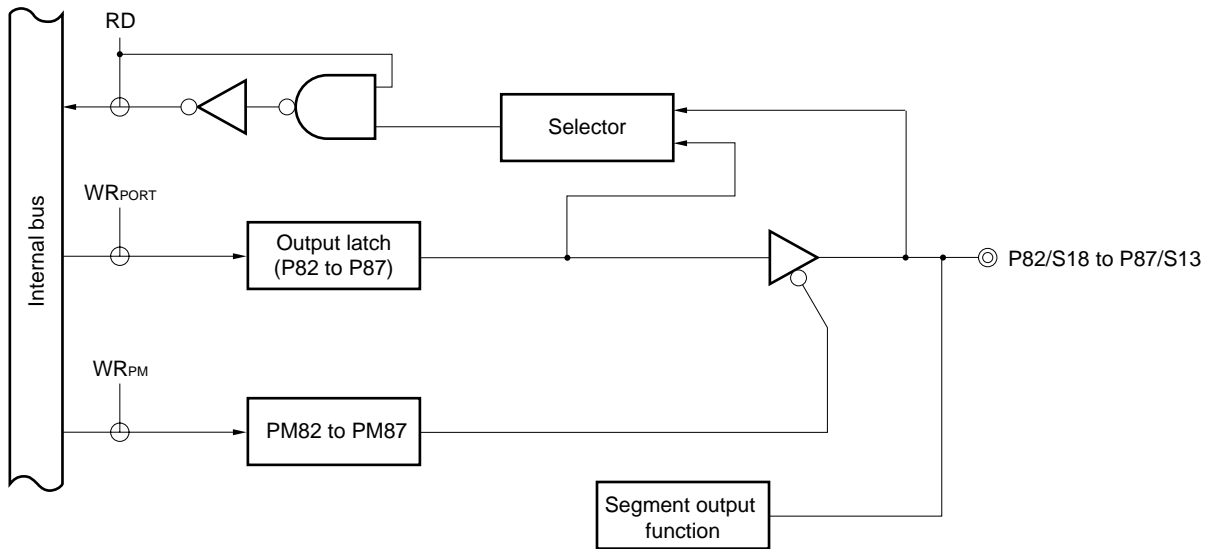 RD
Selector
WRPORT
Internal bus
Output latch
(P82 to P87)
P82/S18 to P87/S13
WRPM
PM82 to PM87
Segment output
function